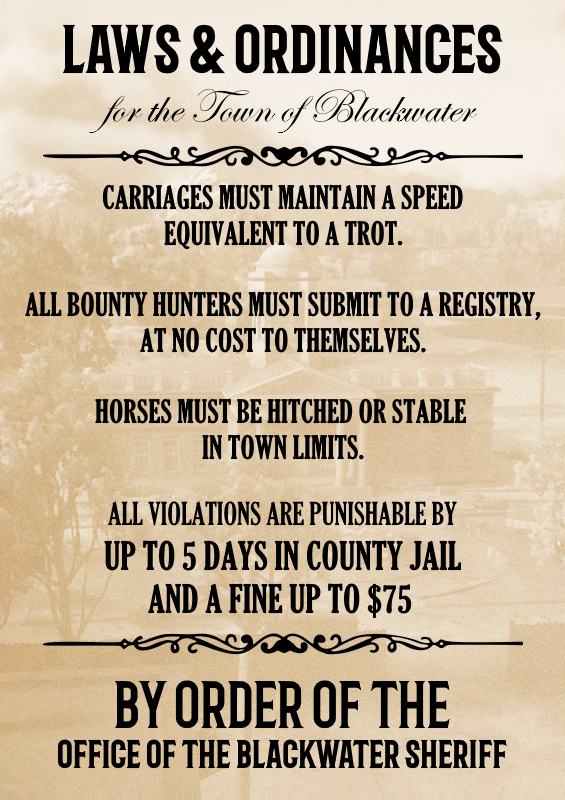 LAWS & ORDINANCES
for the Town of Blackwater
CARRIAGES MUST MAINTAIN A SPEED
EQUIVALENT TO A TROT.
ALL BOUNTY HUNTERS MUST SUBMIT TO A REGISTRY,
AT NO COST TO THEMSELVES.
HORSES MUST BE HITCHED OR STABLE
IN TOWN LIMITS.
ALL VIOLATIONS ARE PUNISHABLE BY
UP TO 5 DAYS IN COUNTY JAIL
AND A FINE UP TO $75
BY ORDER OF THE
OFFICE OF THE BLACKWATER SHERIFF